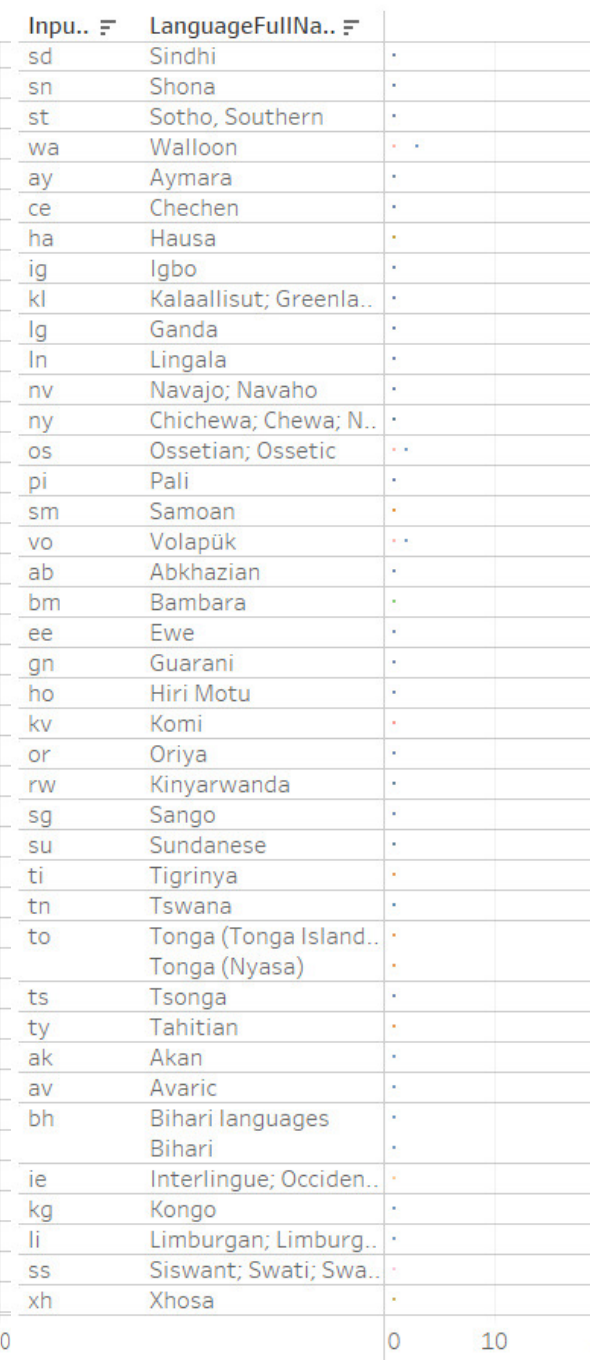 Inpu.. LanguageFullNa..
sd Sindhi
sn Shona
st Sotho, Southern
wa Walloon
ay Aymara
ce Chechen
ha Hausa
ig Igbo
kl Kalaallisut; Greenla..
lg Ganda
ln Lingala
nv Navajo; Navaho
ny Chichewa; Chewa; N..
os Ossetian; Ossetic
pi Pali
sm Samoan
vo Volapük
ab Abkhazian
bm Bambara
ee Ewe
gn Guarani
ho Hiri Motu
kv Komi
or Oriya
rw Kinyarwanda
sg Sango
su Sundanese
ti Tigrinya
tn Tswana
to Tonga (Tonga Island..
Tonga (Nyasa)
ts Tsonga
ty Tahitian
ak Akan
av Avaric
bh Bihari languages
Bihari
ie Interlingue; Occiden..
kg Kongo
li Limburgan; Limburg..
ss Siswant; Swati; Swa..
xh Xhosa
0 0 10